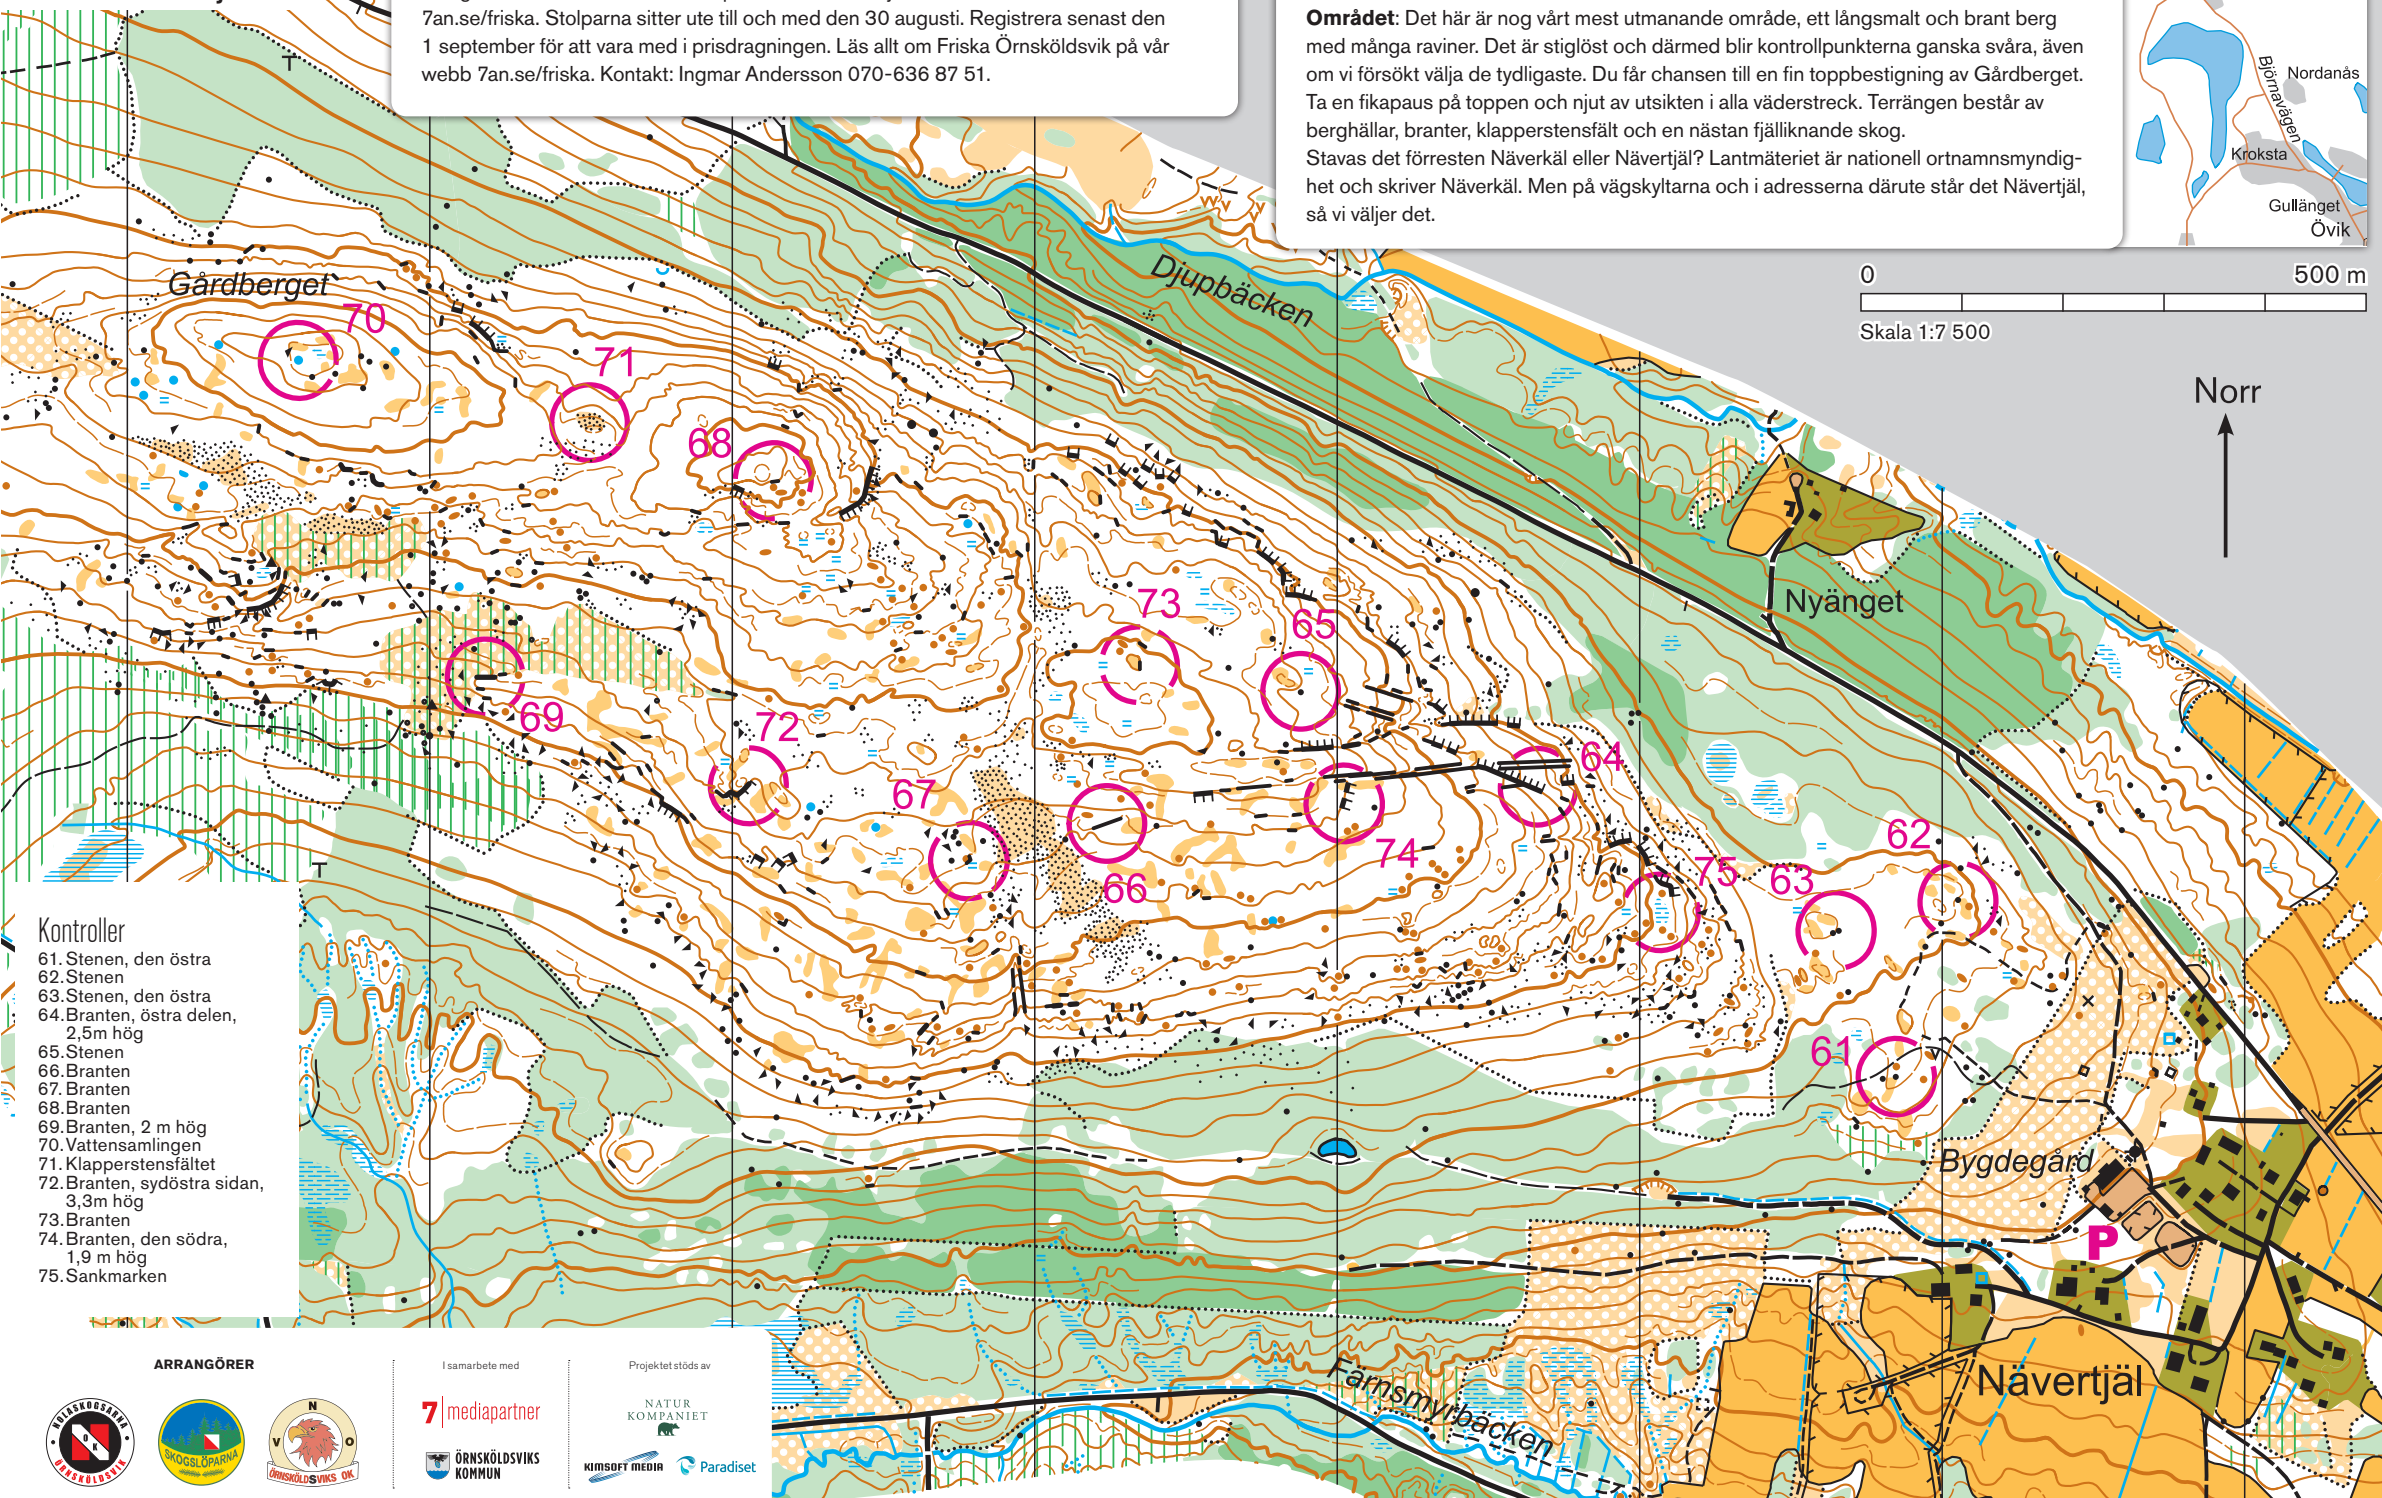 7an.se/friska. Stolparna sitter ute till och med den 30 augusti. Registrera senast den
1 september för att vara med i prisdragningen. Läs allt om Friska Örnsköldsvik på vår
webb 7an.se/friska. Kontakt: Ingmar Andersson 070-636 87 51.
Området: Det här är nog vårt mest utmanande område, ett långsmalt och brant berg
med många raviner. Det är stiglöst och därmed blir kontrollpunkterna ganska svåra, även
om vi försökt välja de tydligaste. Du får chansen till en fin toppbestigning av Gårdberget.
Ta en fikapaus på toppen och njut av utsikten i alla väderstreck. Terrängen består av
berghällar, branter, klapperstensfält och en nästan fjälliknande skog.
Stavas det förresten Näverkäl eller Nävertjäl? Lantmäteriet är nationell ortnamnsmyndig-
het och skriver Näverkäl. Men på vägskyltarna och i adresserna därute står det Nävertjäl,
så vi väljer det.
Björnavägen
Nordanås
Kroksta
Gullänget
Övik
0
500 m
Skala 1:7 500
Norr
Gårdberget
Djupbäcken
70
71
68
73
65
Nyänget
69
72
67
64
66
74
75
63
62
61
Bygdegård
P
Nävertjäl
Farnsmyrbäcken
Kontroller
61. Stenen, den östra
62. Stenen
63. Stenen, den östra
64. Branten, östra delen,
2,5m hög
65. Stenen
66. Branten
67. Branten
68. Branten
69. Branten, 2 m hög
70. Vattensamlingen
71. Klapperstensfältet
72. Branten, sydöstra sidan,
3,3m hög
73. Branten
74. Branten, den södra,
1,9 m hög
75. Sankmarken
ARRANGÖRER
I samarbete med
Projektet stöds av
HOLASKOGSARNA
OK
ÖRNSKÖLDSVIK
SKOGSLÖPARNA
N
V
O
ÖRNSKÖLDSVIKS OK
7 mediapartner
ÖRNSKÖLDSVIKS
KOMMUN
NATUR
KOMPANIET
KIMSOFT MEDIA
Paradiset